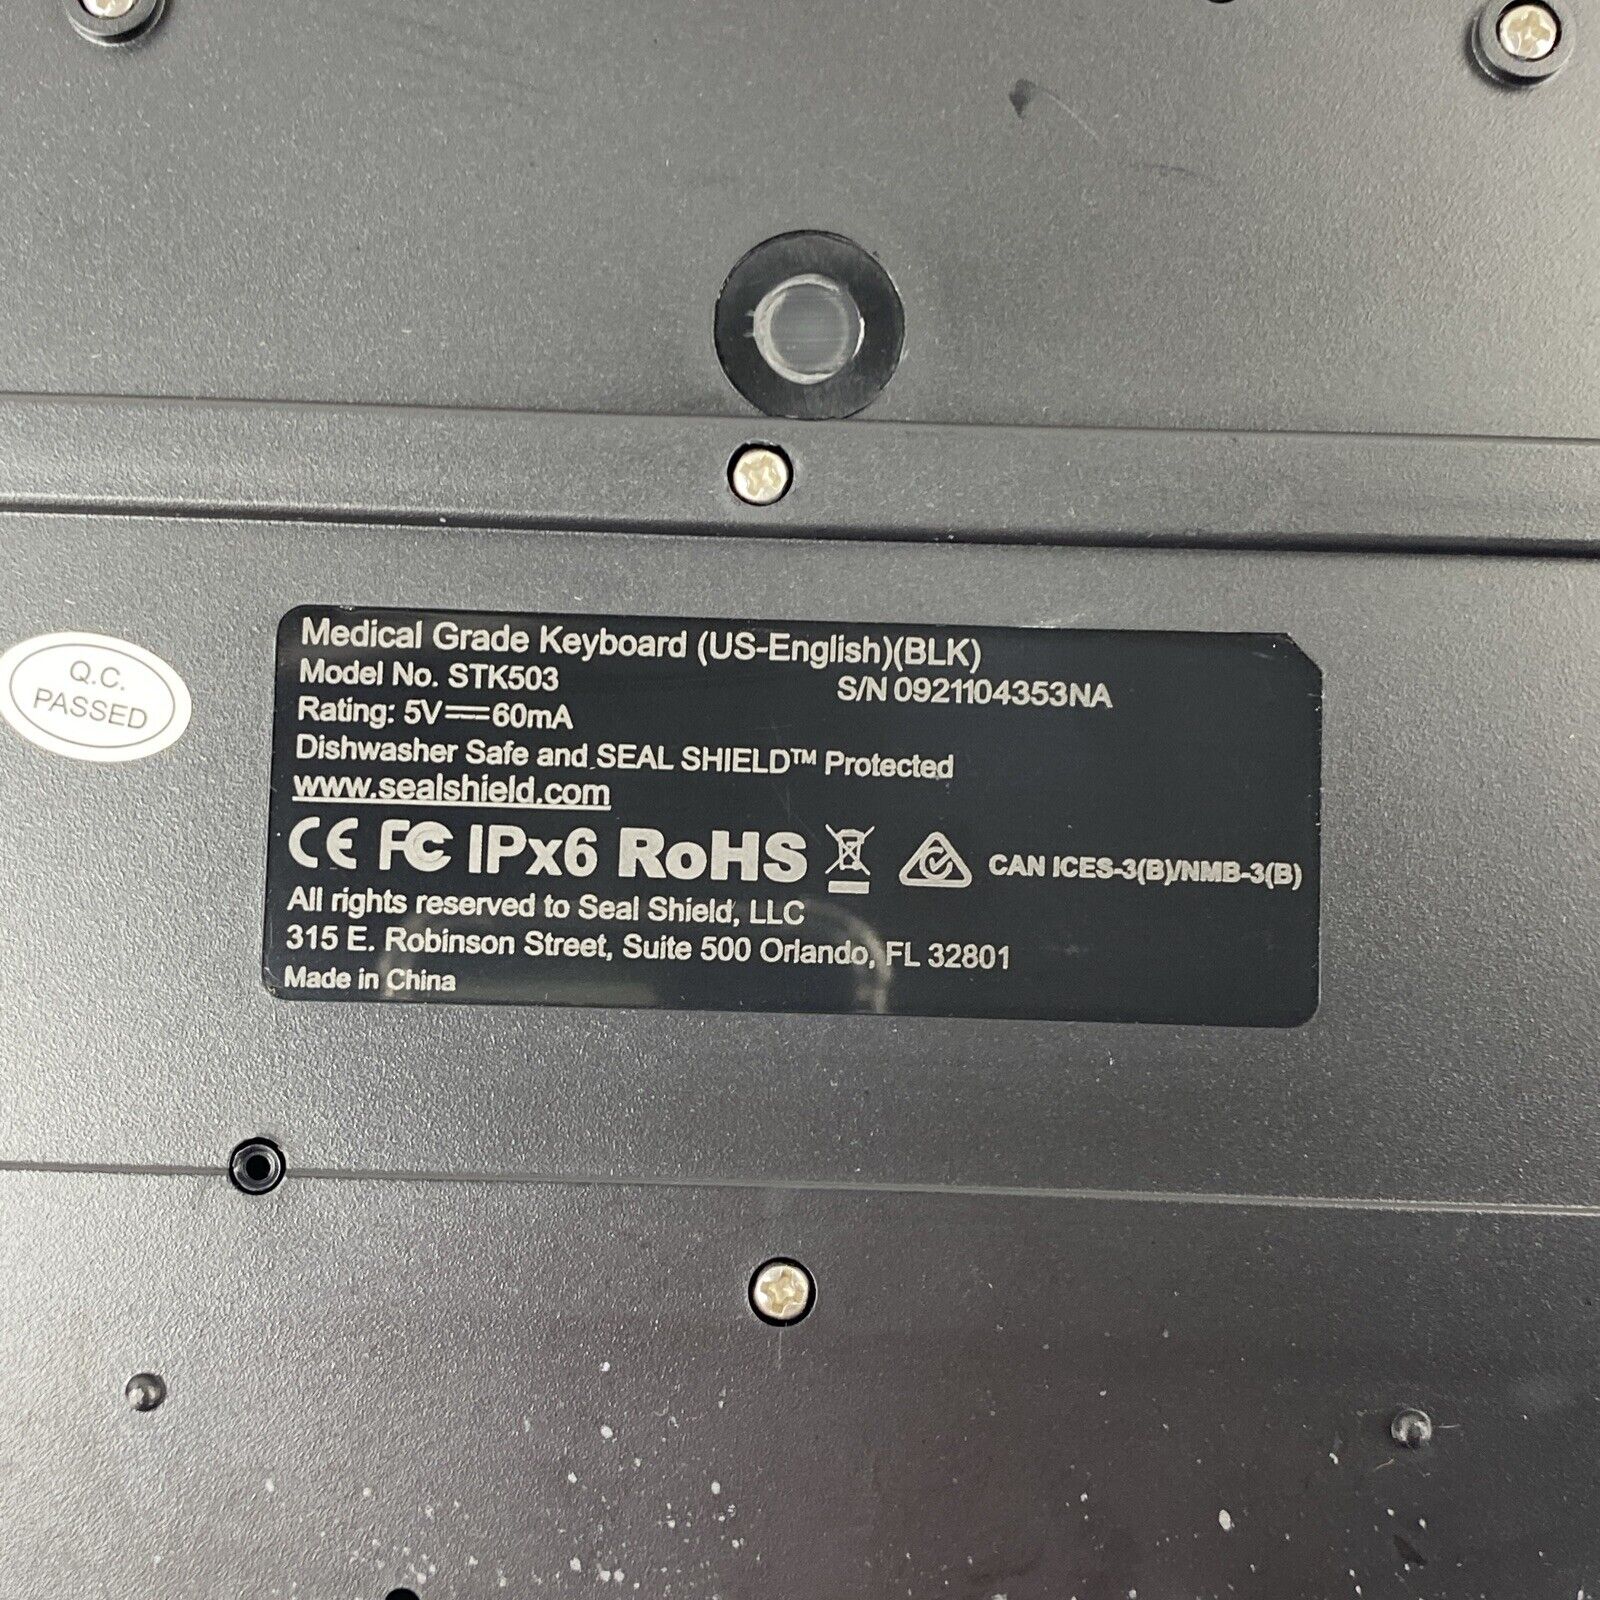 Q.C.
PASSED
Medical Grade Keyboard (US-English)(BLK)
Model No. STK503
S/N 0921104353NA
Rating: 5V⎓60mA
Dishwasher Safe and SEAL SHIELD™ Protected
www.sealshield.com
CE FC IPx6 RoHS CAN ICES-3(B)/NMB-3(B)
All rights reserved to Seal Shield, LLC
315 E. Robinson Street, Suite 500 Orlando, FL 32801
Made in China